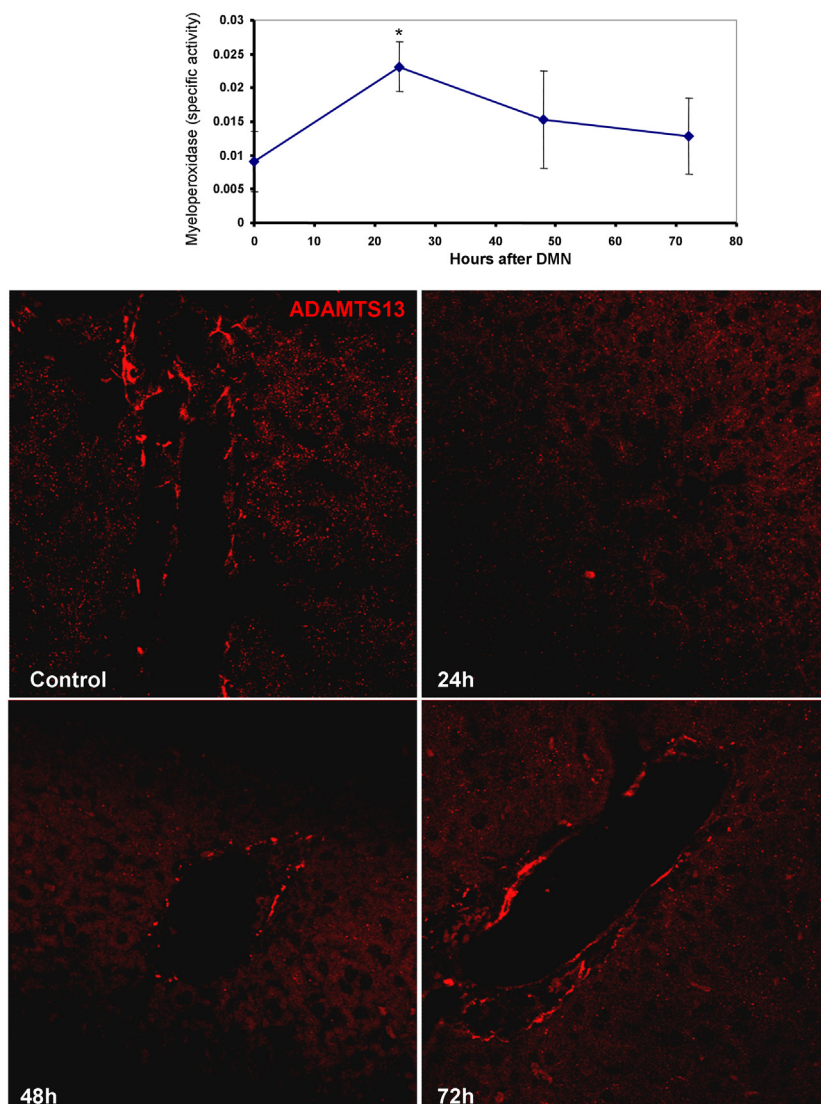 0.03
0.025
0.02
0.015
0.01
0.005
0
*
Myeloperoxidase (specific activity)
0 10 20 30 40 50 60 70 80
Hours after DMN
ADAMTS13
Control
24h
48h
72h